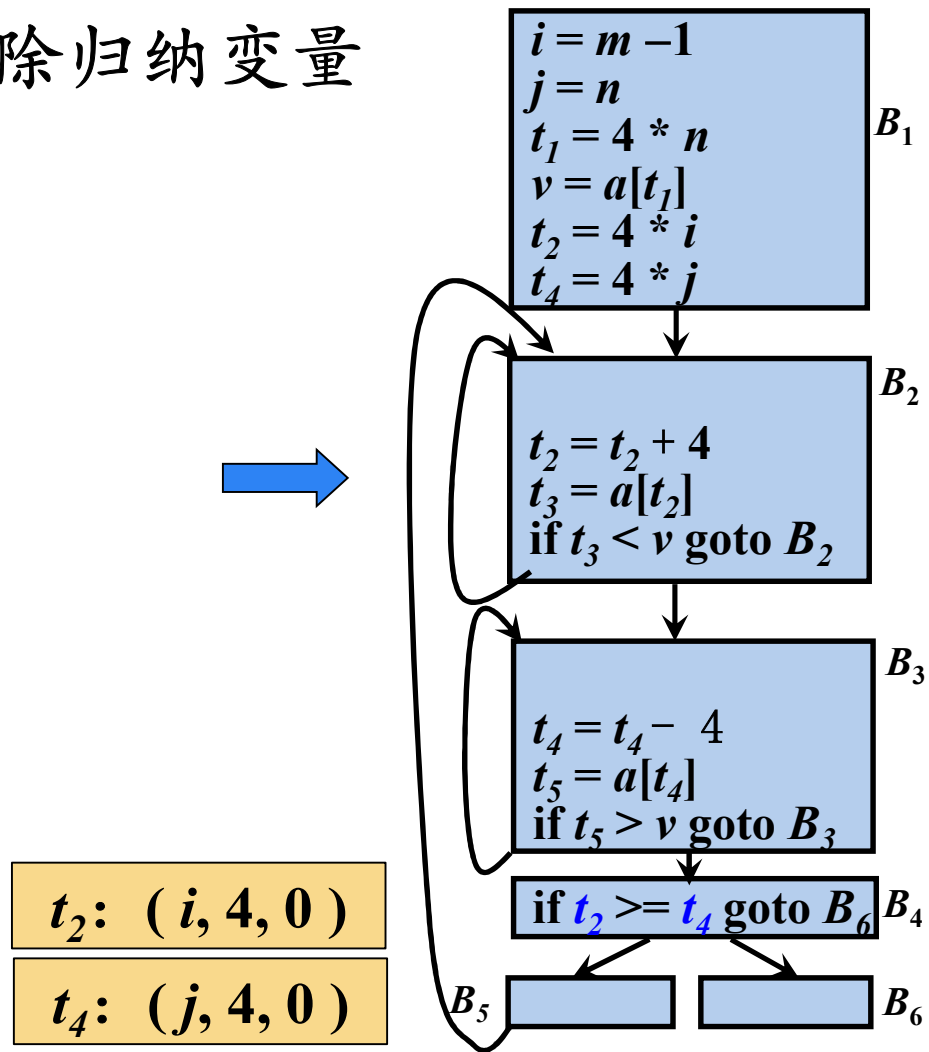 除归纳变量
i = m –1
j = n
t₁ = 4 * n
v = a[t₁]
t₂ = 4 * i
t₄ = 4 * j
B₁
B₂
t₂ = t₂ + 4
t₃ = a[t₂]
if t₃ < v goto B₂
B₃
t₄ = t₄ − 4
t₅ = a[t₄]
if t₅ > v goto B₃
if t₂ >= t₄ goto B₆
B₄
t₂: ( i, 4, 0 )
t₄: ( j, 4, 0 )
B₅
B₆